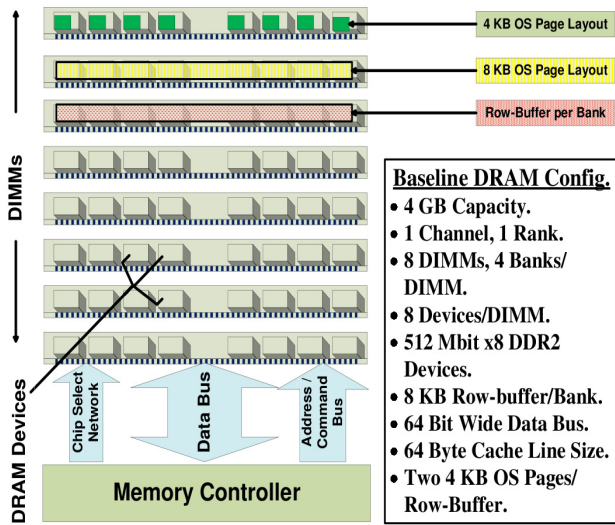 4 KB OS Page Layout
8 KB OS Page Layout
Row-Buffer per Bank
DIMMs
DRAM Devices
Chip Select
Network
Data Bus
Address /
Command
Bus
Memory Controller
Baseline DRAM Config.
• 4 GB Capacity.
• 1 Channel, 1 Rank.
• 8 DIMMs, 4 Banks/
DIMM.
• 8 Devices/DIMM.
• 512 Mbit x8 DDR2
Devices.
• 8 KB Row-buffer/Bank.
• 64 Bit Wide Data Bus.
• 64 Byte Cache Line Size.
• Two 4 KB OS Pages/
Row-Buffer.